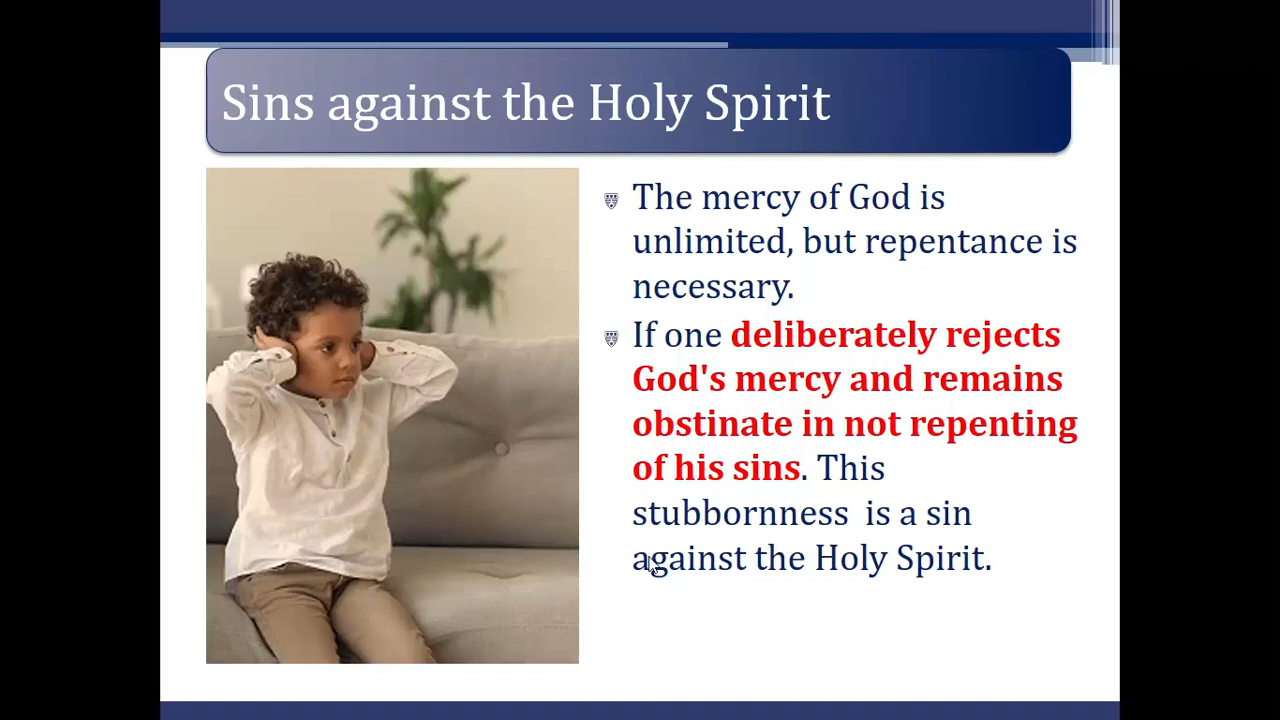 Sins against the Holy Spirit
The mercy of God is
unlimited, but repentance is
necessary.
If one deliberately rejects
God's mercy and remains
obstinate in not repenting
of his sins. This
stubbornness  is a sin
against the Holy Spirit.